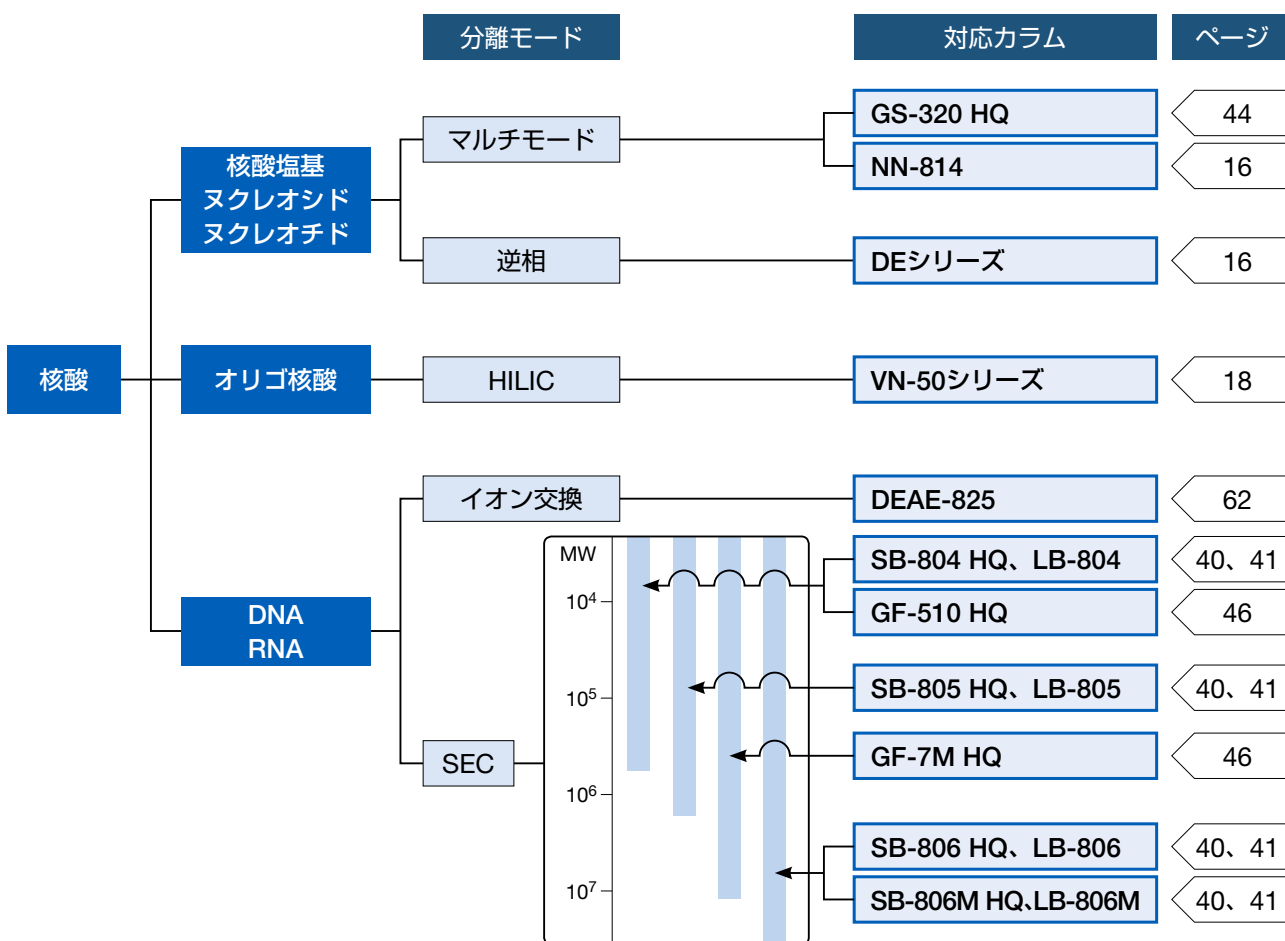 分離モード
対応カラム
ページ
核酸
核酸塩基
ヌクレオシド
ヌクレオチド
マルチモード
GS-320 HQ
44
NN-814
16
逆相
DEシリーズ
16
オリゴ核酸
HILIC
VN-50シリーズ
18
DNA
RNA
イオン交換
DEAE-825
62
SEC
MW
10⁴
10⁵
10⁶
10⁷
SB-804 HQ、LB-804
40、41
GF-510 HQ
46
SB-805 HQ、LB-805
40、41
GF-7M HQ
46
SB-806 HQ、LB-806
40、41
SB-806M HQ、LB-806M
40、41